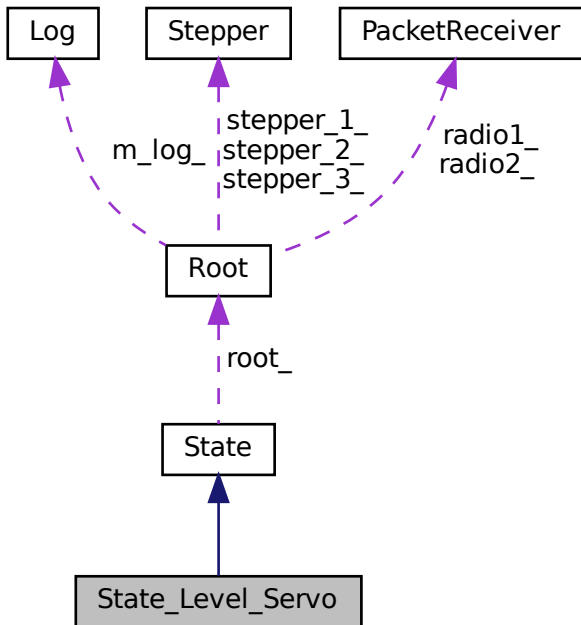 Log
Stepper
PacketReceiver
m_log_
stepper_1_
stepper_2_
stepper_3_
radio1_
radio2_
Root
root_
State
State_Level_Servo